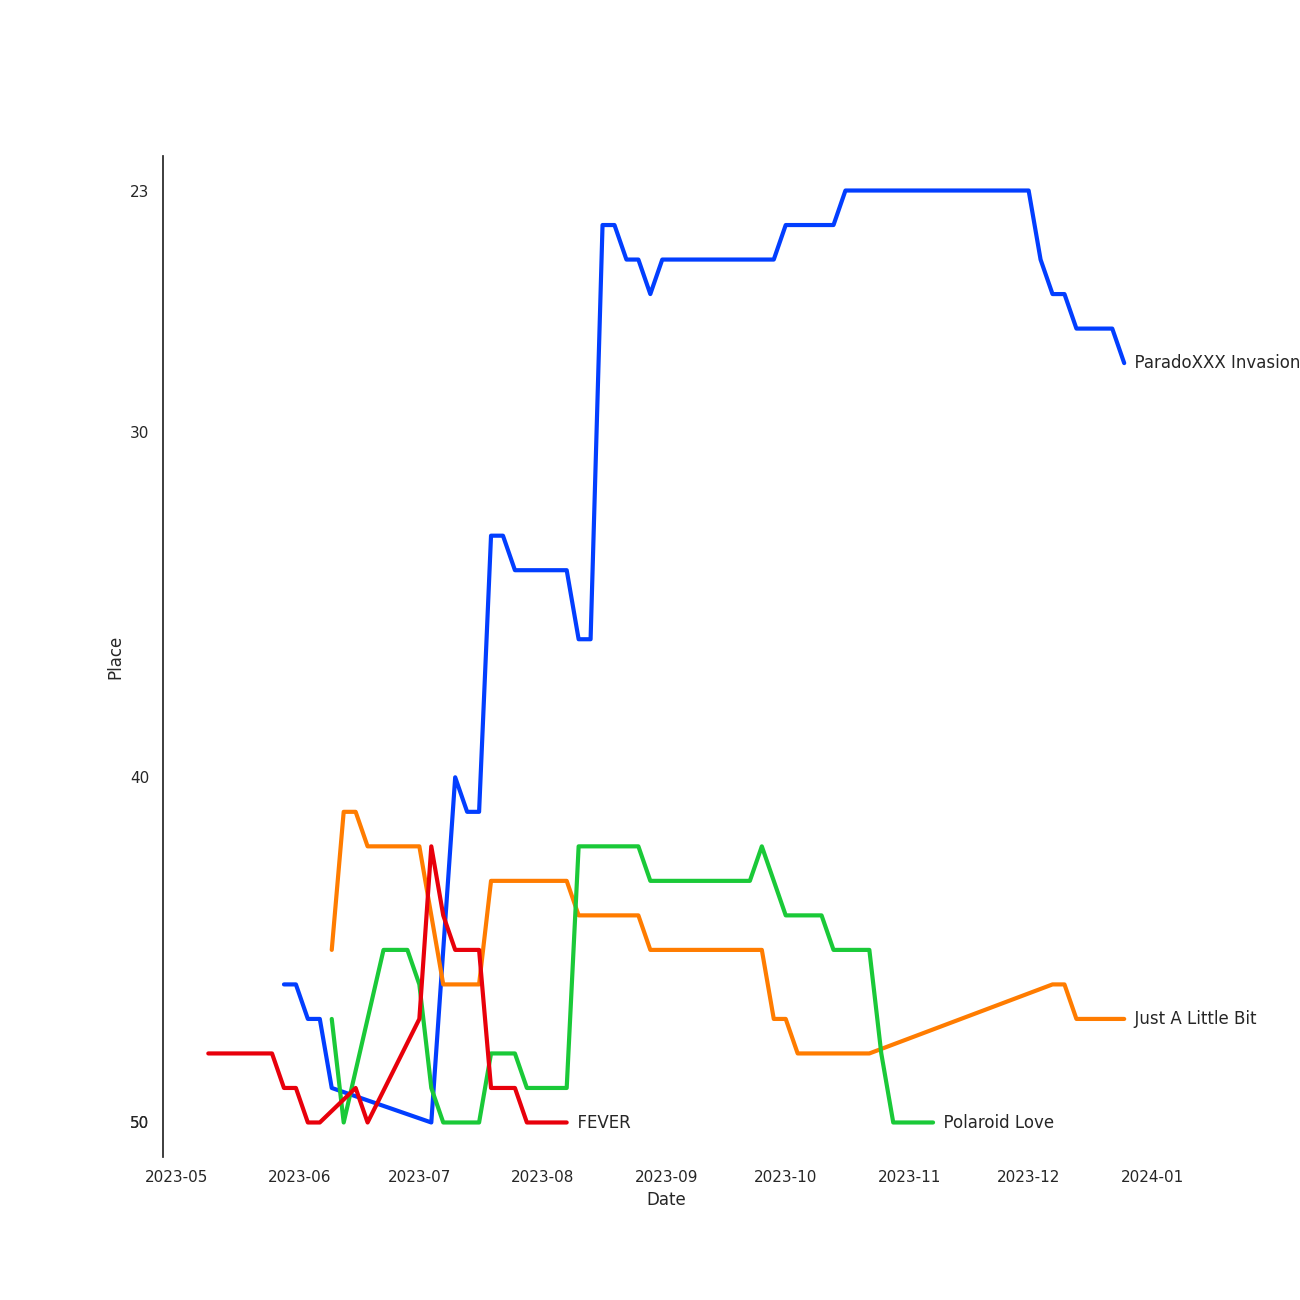 23
30
40
50
Place
ParadoXXX Invasion
Just A Little Bit
FEVER
Polaroid Love
2023-05 2023-06 2023-07 2023-08 2023-09 2023-10 2023-11 2023-12 2024-01
Date